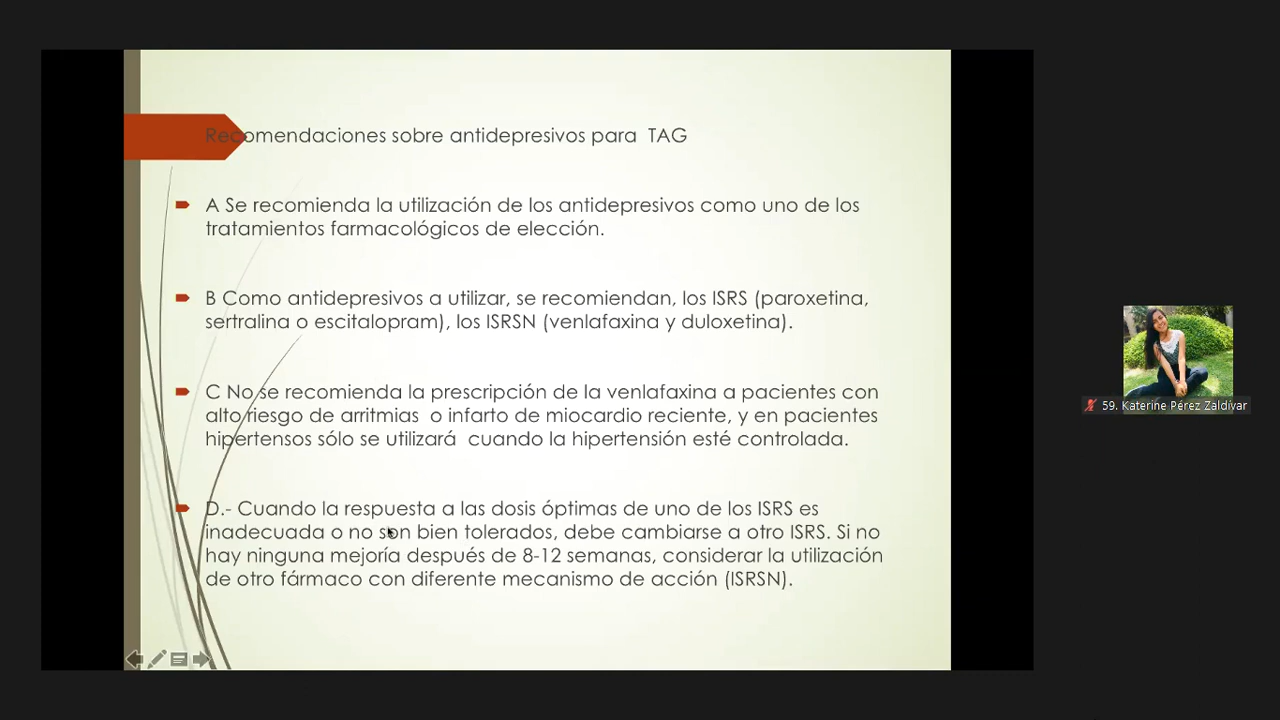 Recomendaciones sobre antidepresivos para TAG
A Se recomienda la utilización de los antidepresivos como uno de los
tratamientos farmacológicos de elección.
B Como antidepresivos a utilizar, se recomiendan, los ISRS (paroxetina,
sertralina o escitalopram), los ISRSN (venlafaxina y duloxetina).
C No se recomienda la prescripción de la venlafaxina a pacientes con
alto riesgo de arritmias o infarto de miocardio reciente, y en pacientes
hipertensos sólo se utilizará cuando la hipertensión esté controlada.
D.- Cuando la respuesta a las dosis óptimas de uno de los ISRS es
inadecuada o no son bien tolerados, debe cambiarse a otro ISRS. Si no
hay ninguna mejoría después de 8-12 semanas, considerar la utilización
de otro fármaco con diferente mecanismo de acción (ISRSN).
59. Katerine Pérez Zaldívar